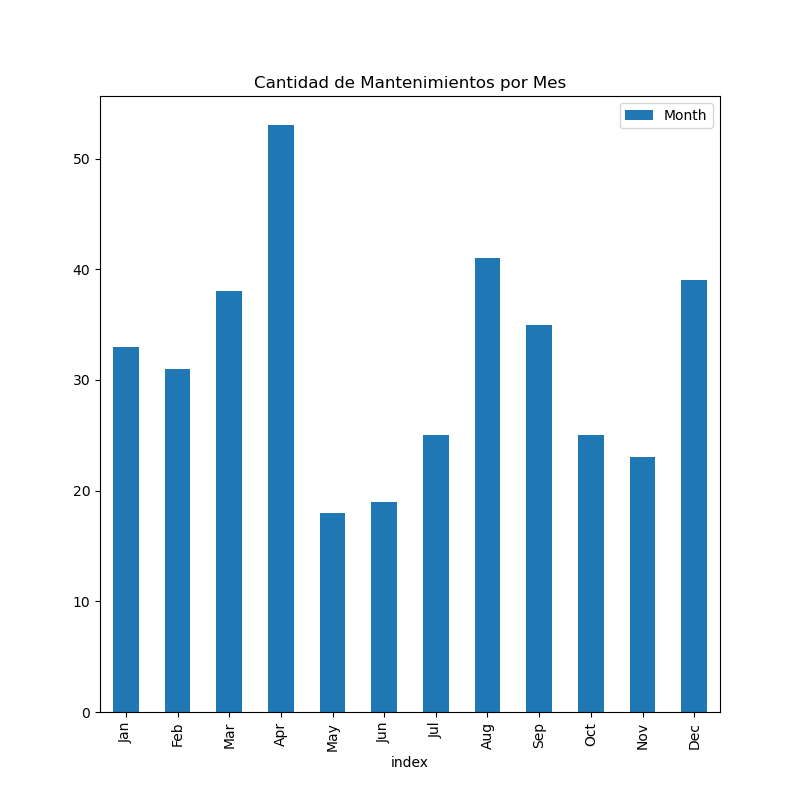 Cantidad de Mantenimientos por Mes
Month
50
40
30
20
10
0
Jan Feb Mar Apr May Jun Jul Aug Sep Oct Nov Dec
index